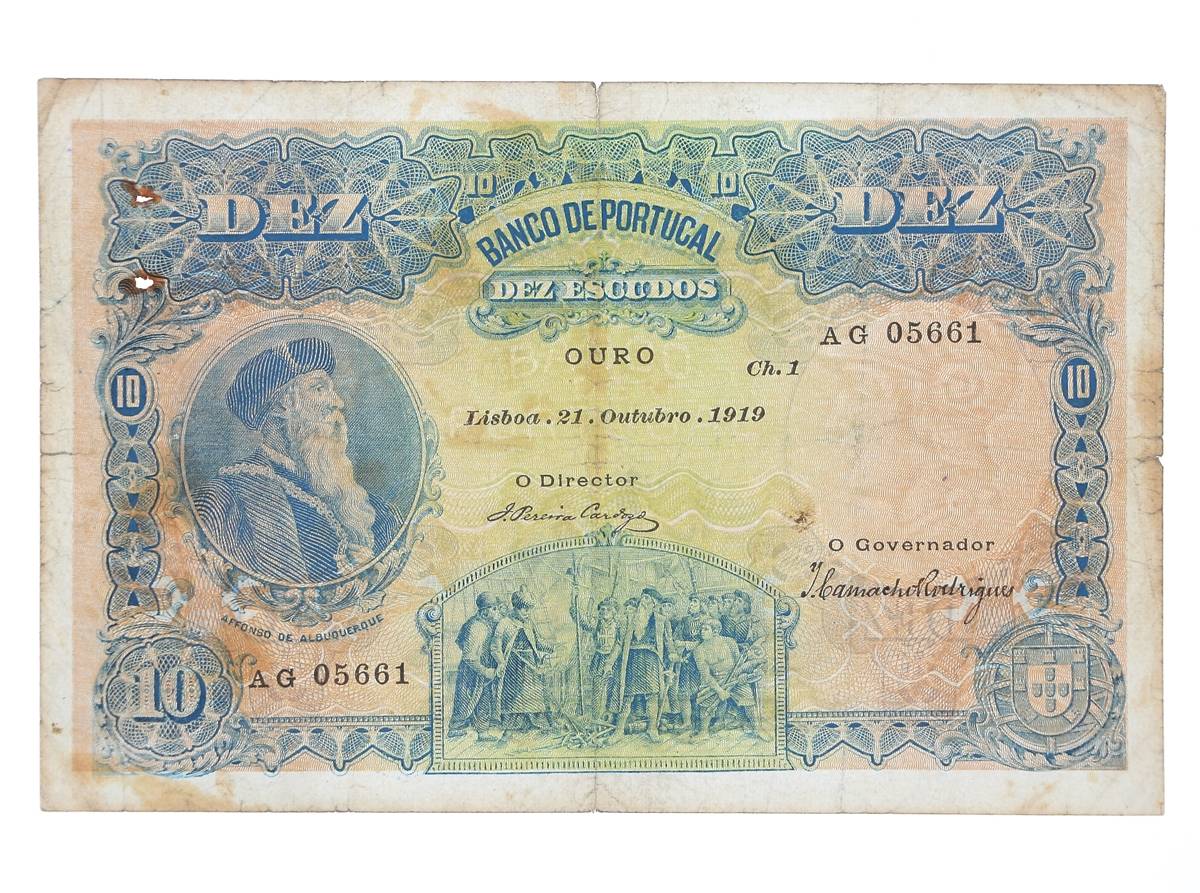 10 10
DEZ DEZ
BANCO DE PORTUGAL
DEZ ESCUDOS
AG 05661
OURO
Ch. 1
10 10
Lisboa . 21 . Outubro . 1919
O Director
J. Pereira Cardozo
O Governador
J. Camacho Rodrigues
AFFONSO DE ALBUQUERQUE
AG 05661
10